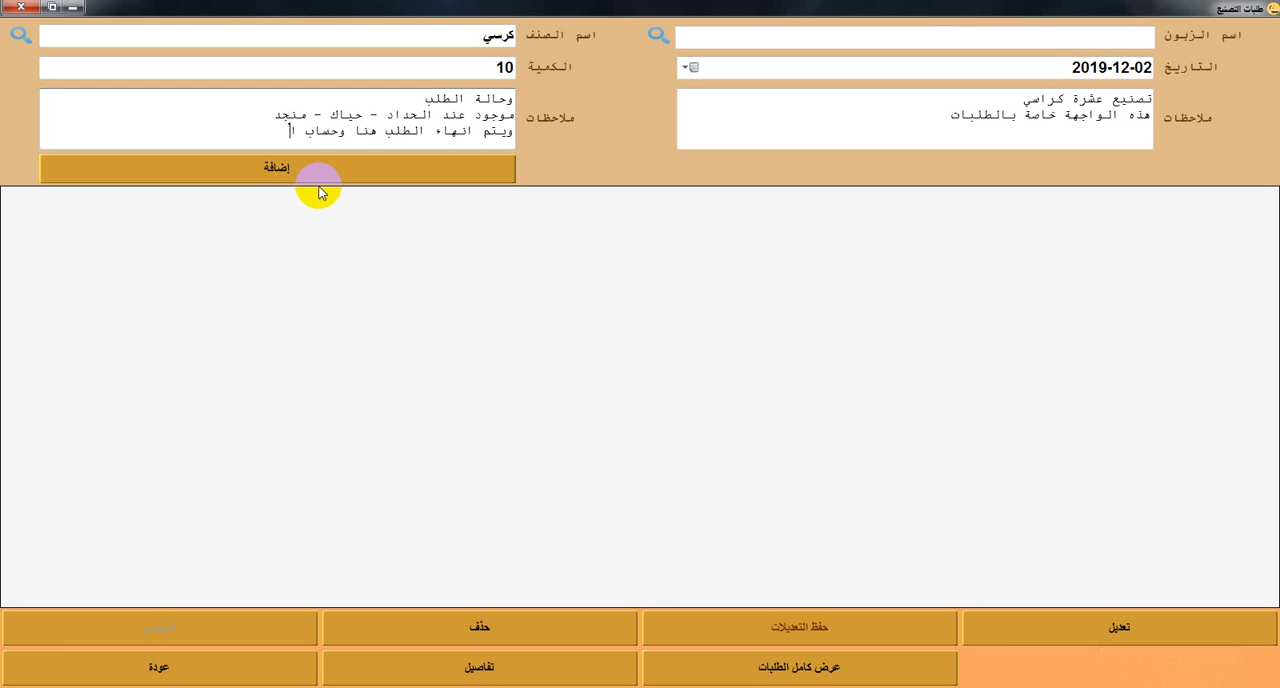 طلبات التصنيع
اسم الزبون
اسم الصنف
كرسي
التاريخ
2019-12-02
الكمية
10
ملاحظات
تصنيع عشرة كراسي
هذه الواجهة خاصة بالطلبات
ملاحظات
وحالة الطلب
موجود عند الحداد - حياك - منجد
ويتم انهاء الطلب هنا وحساب ا
إضافة
تعديل
حفظ التعديلات
حذف
عرض كامل الطلبات
تفاصيل
عودة